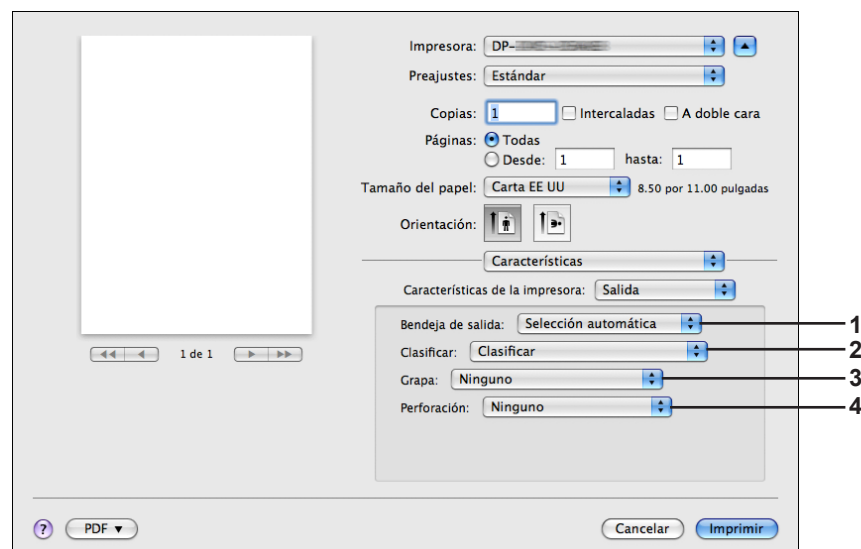 Impresora: DP-
Preajustes: Estándar
Copias: 1 Intercaladas A doble cara
Páginas: Todas
Desde: 1 hasta: 1
Tamaño del papel: Carta EE UU 8.50 por 11.00 pulgadas
Orientación:
Características
Características de la impresora: Salida
Bendeja de salida: Selección automática 1
Clasificar: Clasificar 2
Grapa: Ninguno 3
Perforación: Ninguno 4
1 de 1
? PDF Cancelar Imprimir